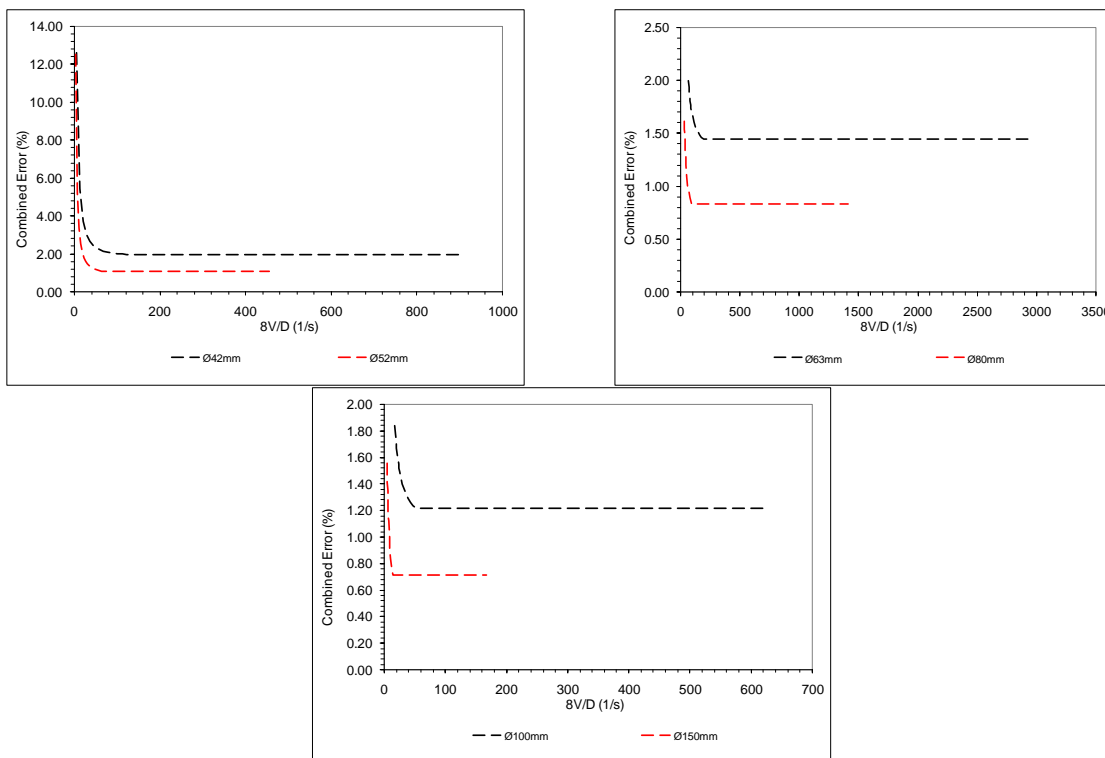 14.00
12.00
10.00
8.00
6.00
4.00
2.00
0.00
Combined Error (%)
0 200 400 600 800 1000
8V/D (1/s)
Ø42mm Ø52mm
2.50
2.00
1.50
1.00
0.50
0.00
Combined Error (%)
0 500 1000 1500 2000 2500 3000 3500
8V/D (1/s)
Ø63mm Ø80mm
2.00
1.80
1.60
1.40
1.20
1.00
0.80
0.60
0.40
0.20
0.00
Combined Error (%)
0 100 200 300 400 500 600 700
8V/D (1/s)
Ø100mm Ø150mm